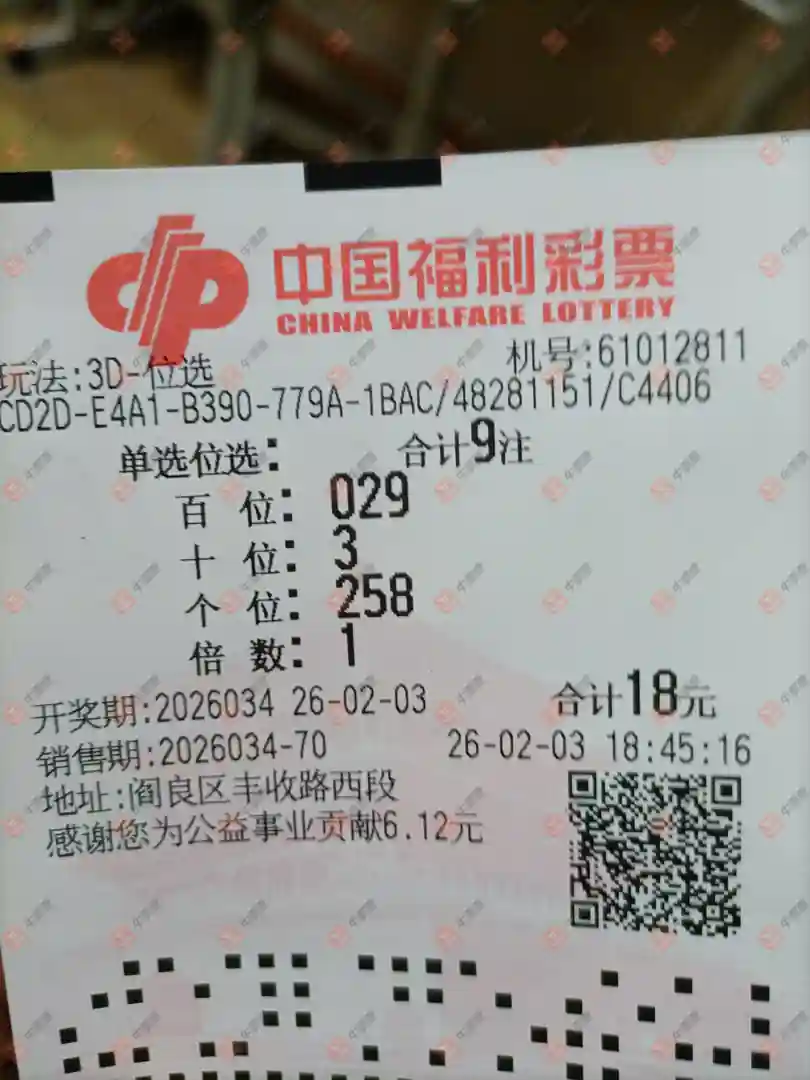 中国福利彩票
CHINA WELFARE LOTTERY
玩法:3D-位选 机号:61012811
CD2D-E4A1-B390-779A-1BAC/48281151/C4406
单选位选: 合计9注
百 位: 029
十 位: 3
个 位: 258
倍 数: 1
开奖期:2026034 26-02-03 合计18元
销售期:2026034-70 26-02-03 18:45:16
地址:阎良区丰收路西段
感谢您为公益事业贡献6.12元